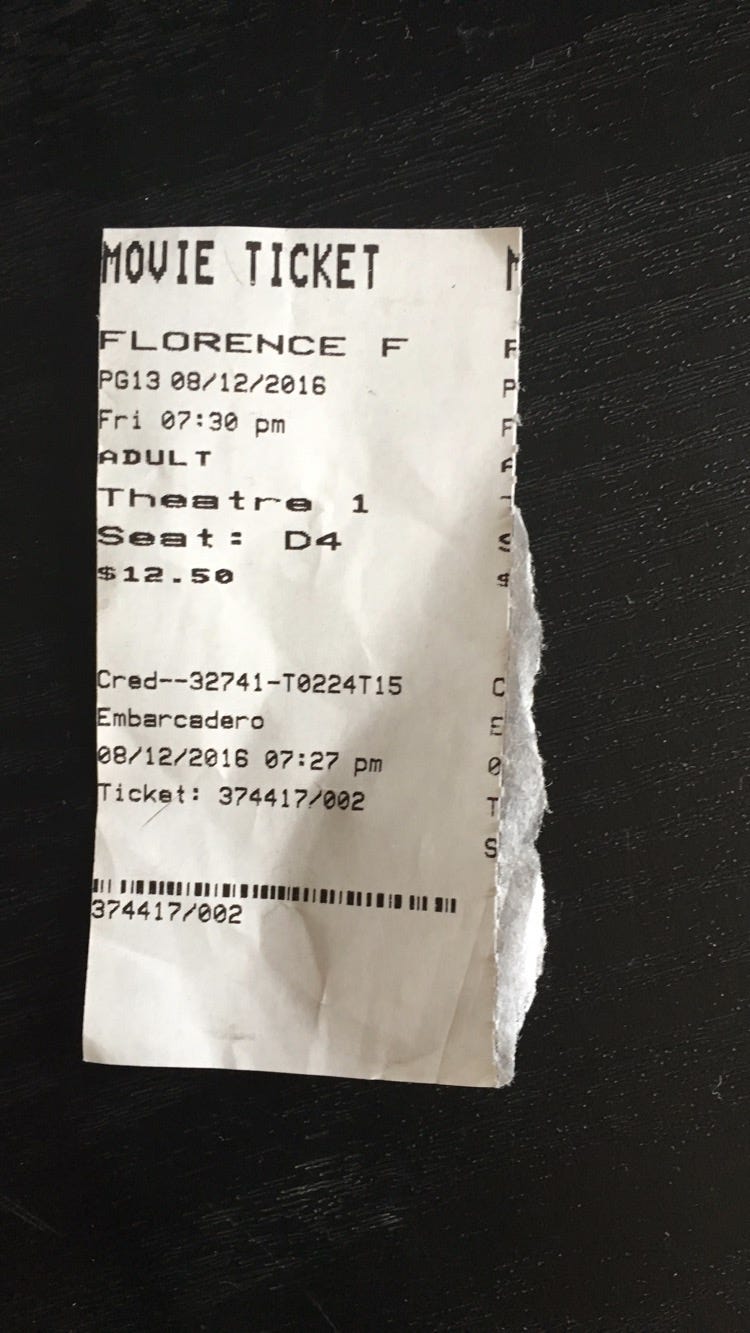 MOVIE TICKET
FLORENCE F
PG13 08/12/2016
Fri 07:30 pm
ADULT
Theatre 1
Seat: D4
$12.50
Cred--32741-T0224T15
Embarcadero
08/12/2016 07:27 pm
Ticket: 374417/002
374417/002
M
F
P
F
A
S
$
C
E
0
T
S